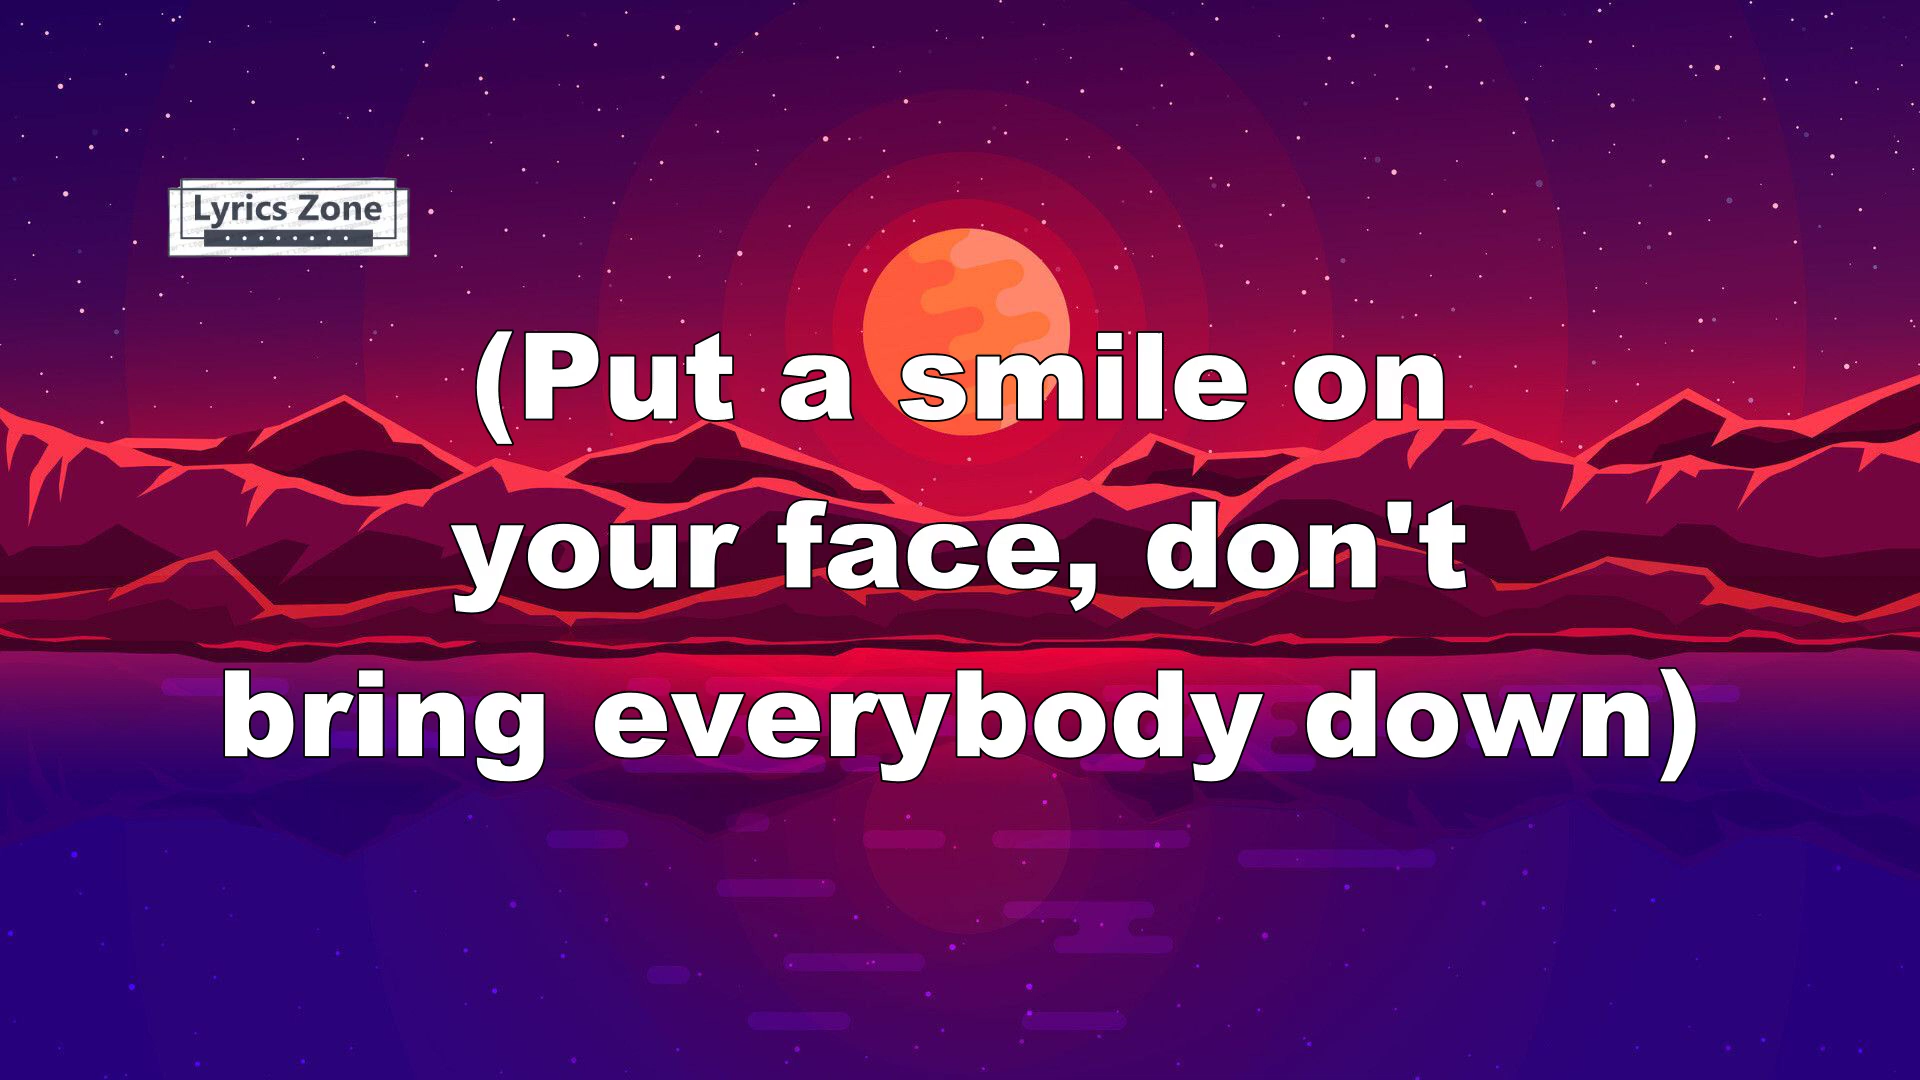 Lyrics Zone
(Put a smile on
your face, don't
bring everybody down)